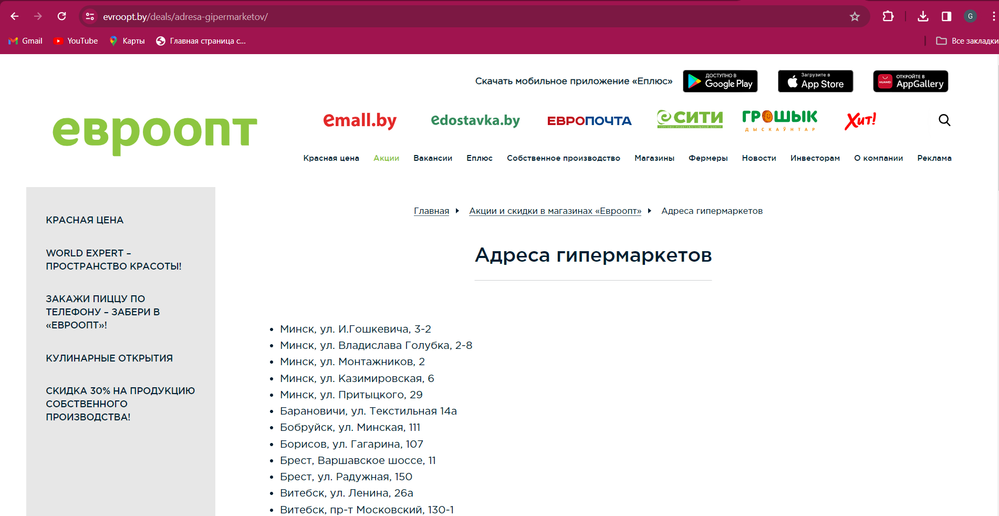 evroopt.by/deals/adresa-gipermarketov/
G
Gmail
YouTube
Карты
Главная страница с...
Все закладки
Скачать мобильное приложение «Еплюс»
ДОСТУПНО В
Google Play
Загрузите в
App Store
HUAWEI
ОТКРОЙТЕ В
AppGallery
евроопт
emall.by
edostavka.by
ЕВРОПОЧТА
e СИТИ
ТОРГОВО-РАЗВЛЕКАТЕЛЬНЫЙ ЦЕНТР
ГРОШЫК
ДЫСКАЎНТАР
Хит!
Красная цена
Акции
Вакансии
Еплюс
Собственное производство
Магазины
Фермеры
Новости
Инвесторам
О компании
Реклама
КРАСНАЯ ЦЕНА
WORLD EXPERT –
ПРОСТРАНСТВО КРАСОТЫ!
ЗАКАЖИ ПИЦЦУ ПО
ТЕЛЕФОНУ – ЗАБЕРИ В
«ЕВРООПТ»!
КУЛИНАРНЫЕ ОТКРЫТИЯ
СКИДКА 30% НА ПРОДУКЦИЮ
СОБСТВЕННОГО
ПРОИЗВОДСТВА!
Главная
Акции и скидки в магазинах «Евроопт»
Адреса гипермаркетов
Адреса гипермаркетов
• Минск, ул. И.Гошкевича, 3-2
• Минск, ул. Владислава Голубка, 2-8
• Минск, ул. Монтажников, 2
• Минск, ул. Казимировская, 6
• Минск, ул. Притыцкого, 29
• Барановичи, ул. Текстильная 14а
• Бобруйск, ул. Минская, 111
• Борисов, ул. Гагарина, 107
• Брест, Варшавское шоссе, 11
• Брест, ул. Радужная, 150
• Витебск, ул. Ленина, 26а
• Витебск, пр-т Московский, 130-1